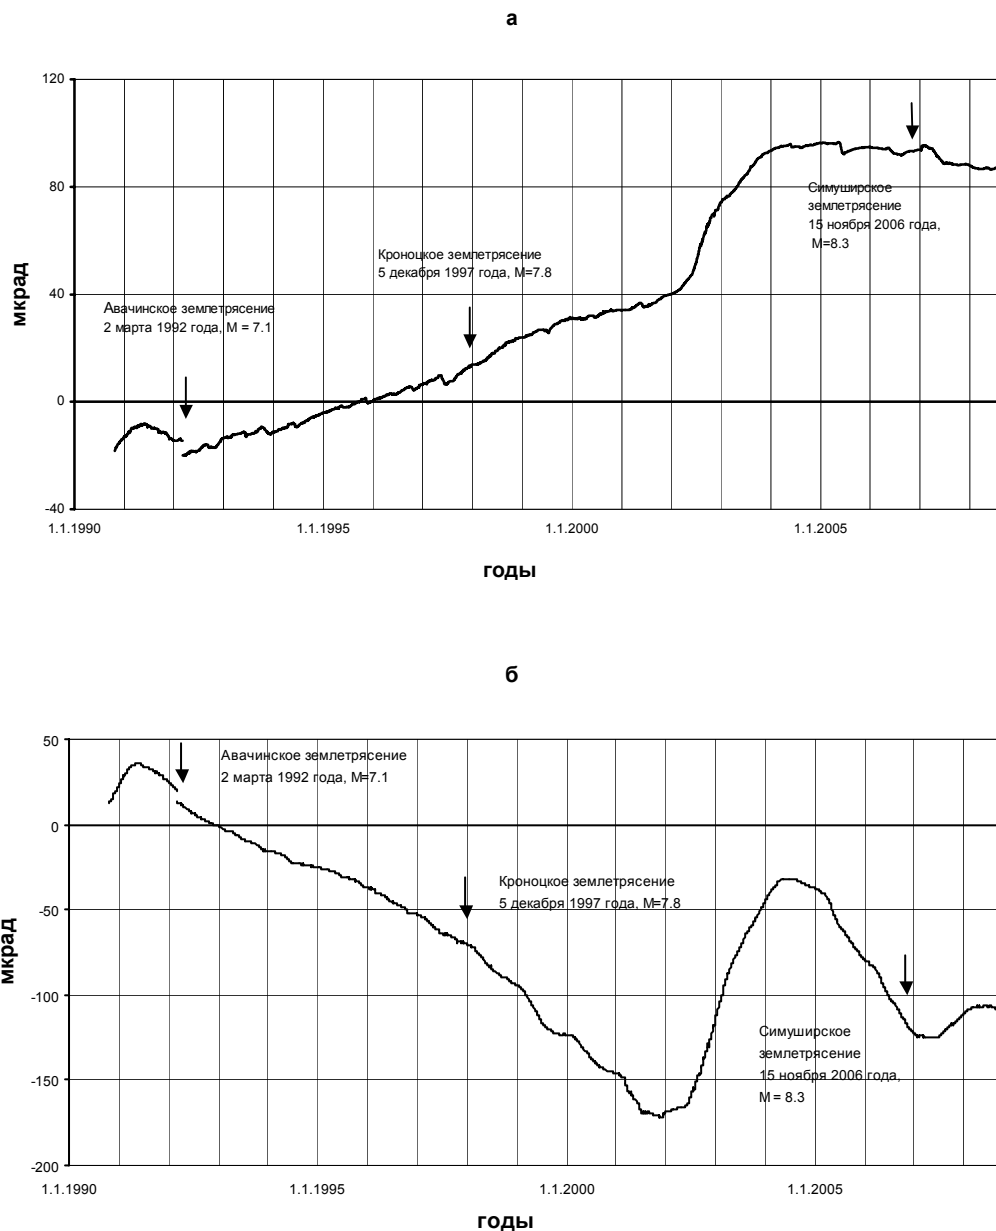 а
120
80
40
0
-40
мкрад
Авачинское землетрясение
2 марта 1992 года, М = 7.1
Кроноцкое землетрясение
5 декабря 1997 года, М=7.8
Симуширское
землетрясение
15 ноября 2006 года,
М=8.3
1.1.1990
1.1.1995
1.1.2000
1.1.2005
годы
б
50
0
-50
-100
-150
-200
мкрад
Авачинское землетрясение
2 марта 1992 года, М=7.1
Кроноцкое землетрясение
5 декабря 1997 года, М=7.8
Симуширское
землетрясение
15 ноября 2006 года,
М = 8.3
1.1.1990
1.1.1995
1.1.2000
1.1.2005
годы